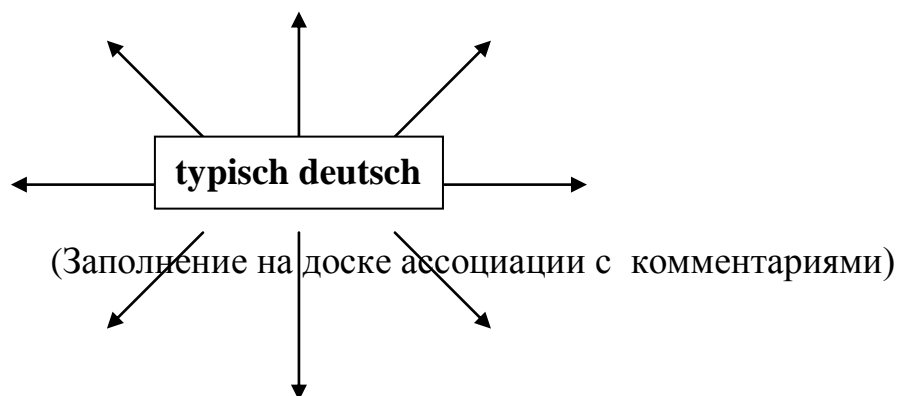 typisch deutsch
(Заполнение на доске ассоциации с комментариями)